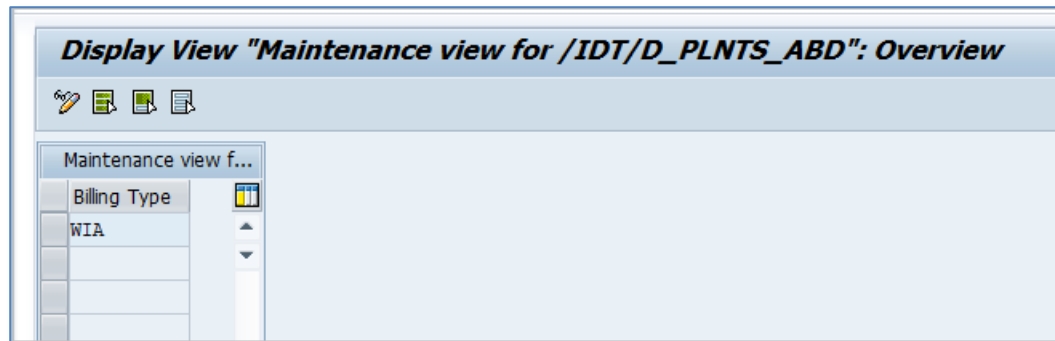 Display View "Maintenance view for /IDT/D_PLNTS_ABD": Overview
Maintenance view f...
Billing Type
WIA